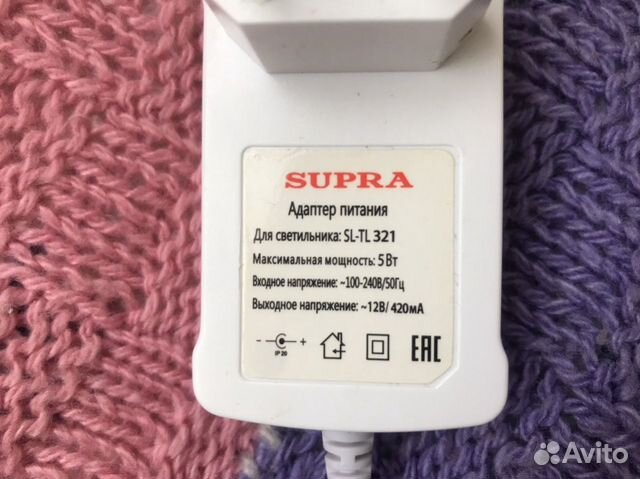 SUPRA
Адаптер питания
Для светильника: SL-TL 321
Максимальная мощность: 5 Вт
Входное напряжение: ~100-240В/50Гц
Выходное напряжение: ~12В/ 420мА
- +
IP 20
EAC
Avito